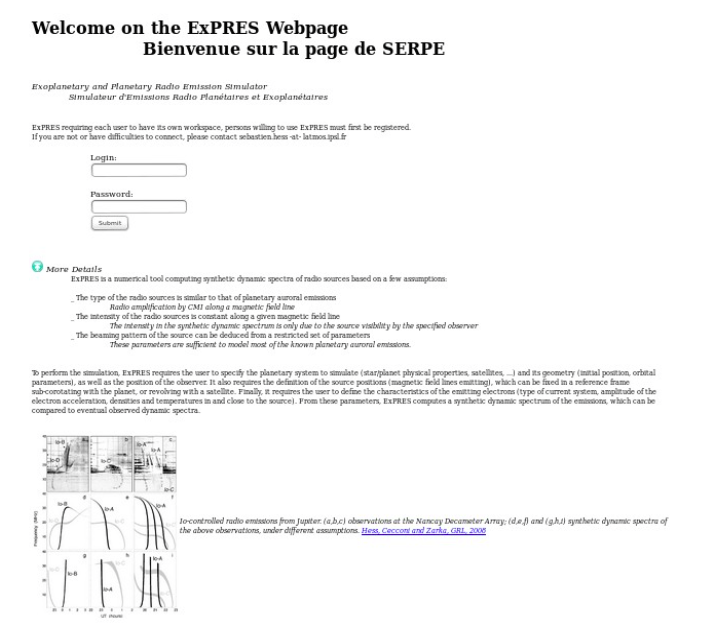 Welcome on the ExPRES Webpage
Bienvenue sur la page de SERPE
Exoplanetary and Planetary Radio Emission Simulator
Simulateur d'Emissions Radio Planétaires et Exoplanétaires
ExPRES requiring each user to have its own workspace, persons willing to use ExPRES must first be registered.
If you are not or have difficulties to connect, please contact sebastien.hess -at- latmos.ipsl.fr
Login:
Password:
Submit
More Details
ExPRES is a numerical tool computing synthetic dynamic spectra of radio sources based on a few assumptions:
_ The type of the radio sources is similar to that of planetary auroral emissions
Radio amplification by CMI along a magnetic field line
_ The intensity of the radio sources is constant along a given magnetic field line
The intensity in the synthetic dynamic spectrum is only due to the source visibility by the specified observer
_ The beaming pattern of the source can be deduced from a restricted set of parameters
These parameters are sufficient to model most of the known planetary auroral emissions.
To perform the simulation, ExPRES requires the user to specify the planetary system to simulate (star/planet physical properties, satellites, ...) and its geometry (initial position, orbital
parameters), as well as the position of the observer. It also requires the definition of the source positions (magnetic field lines emitting), which can be fixed in a reference frame
sub-corotating with the planet, or revolving with a satellite. Finally, it requires the user to define the characteristics of the emitting electrons (type of current system, amplitude of the
electron acceleration, densities and temperatures in and close to the source). From these parameters, ExPRES computes a synthetic dynamic spectrum of the emissions, which can be
compared to eventual observed dynamic spectra.
Io-D
Io-C
Io-A
Io-A
Io-D
Io-C
Io-B
Io-A
Io-A
Frequency (MHz)
Io-controlled radio emissions from Jupiter. (a,b,c) observations at the Nancay Decameter Array; (d,e,f) and (g,h,i) synthetic dynamic spectra of
the above observations, under different assumptions. Hess, Cecconi and Zarka, GRL, 2008
g
h
i
Io-A
Io-B
Io-A
UT (hours)